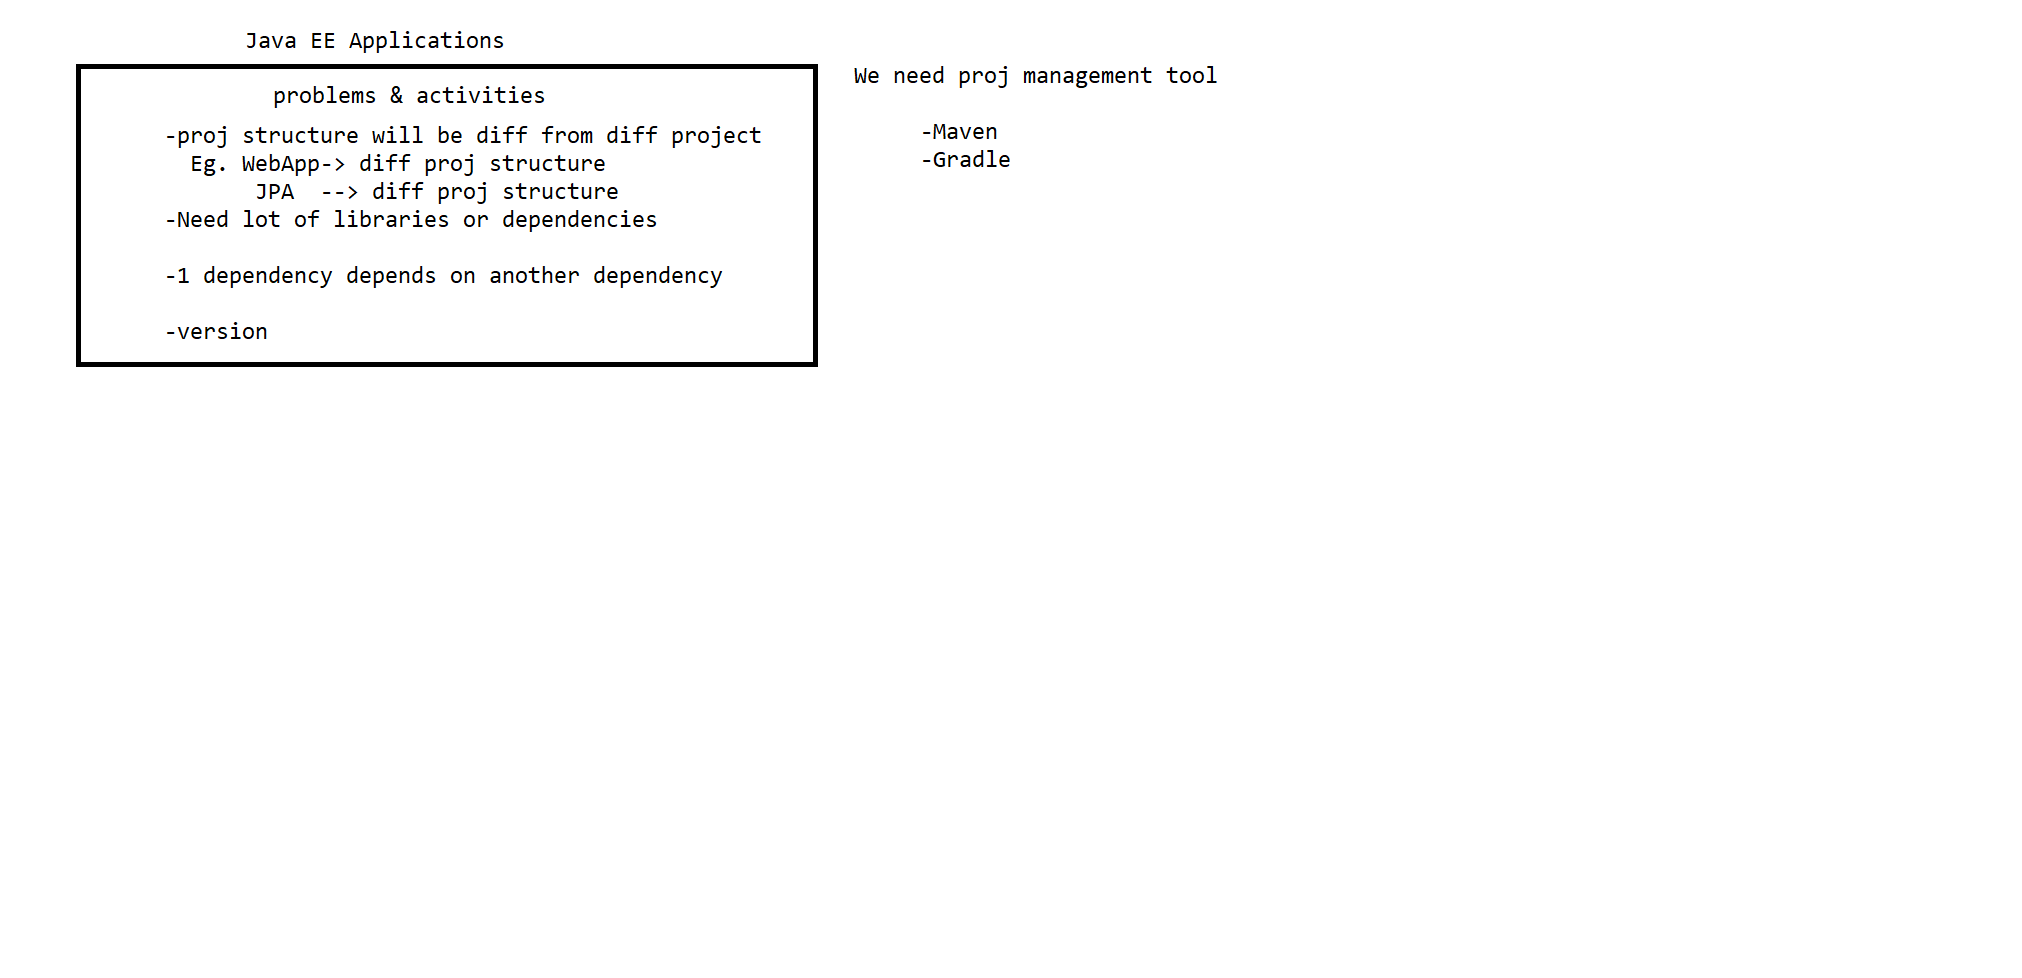 Java EE Applications
problems & activities
-proj structure will be diff from diff project
Eg. WebApp-> diff proj structure
JPA --> diff proj structure
-Need lot of libraries or dependencies
-1 dependency depends on another dependency
-version
We need proj management tool
-Maven
-Gradle